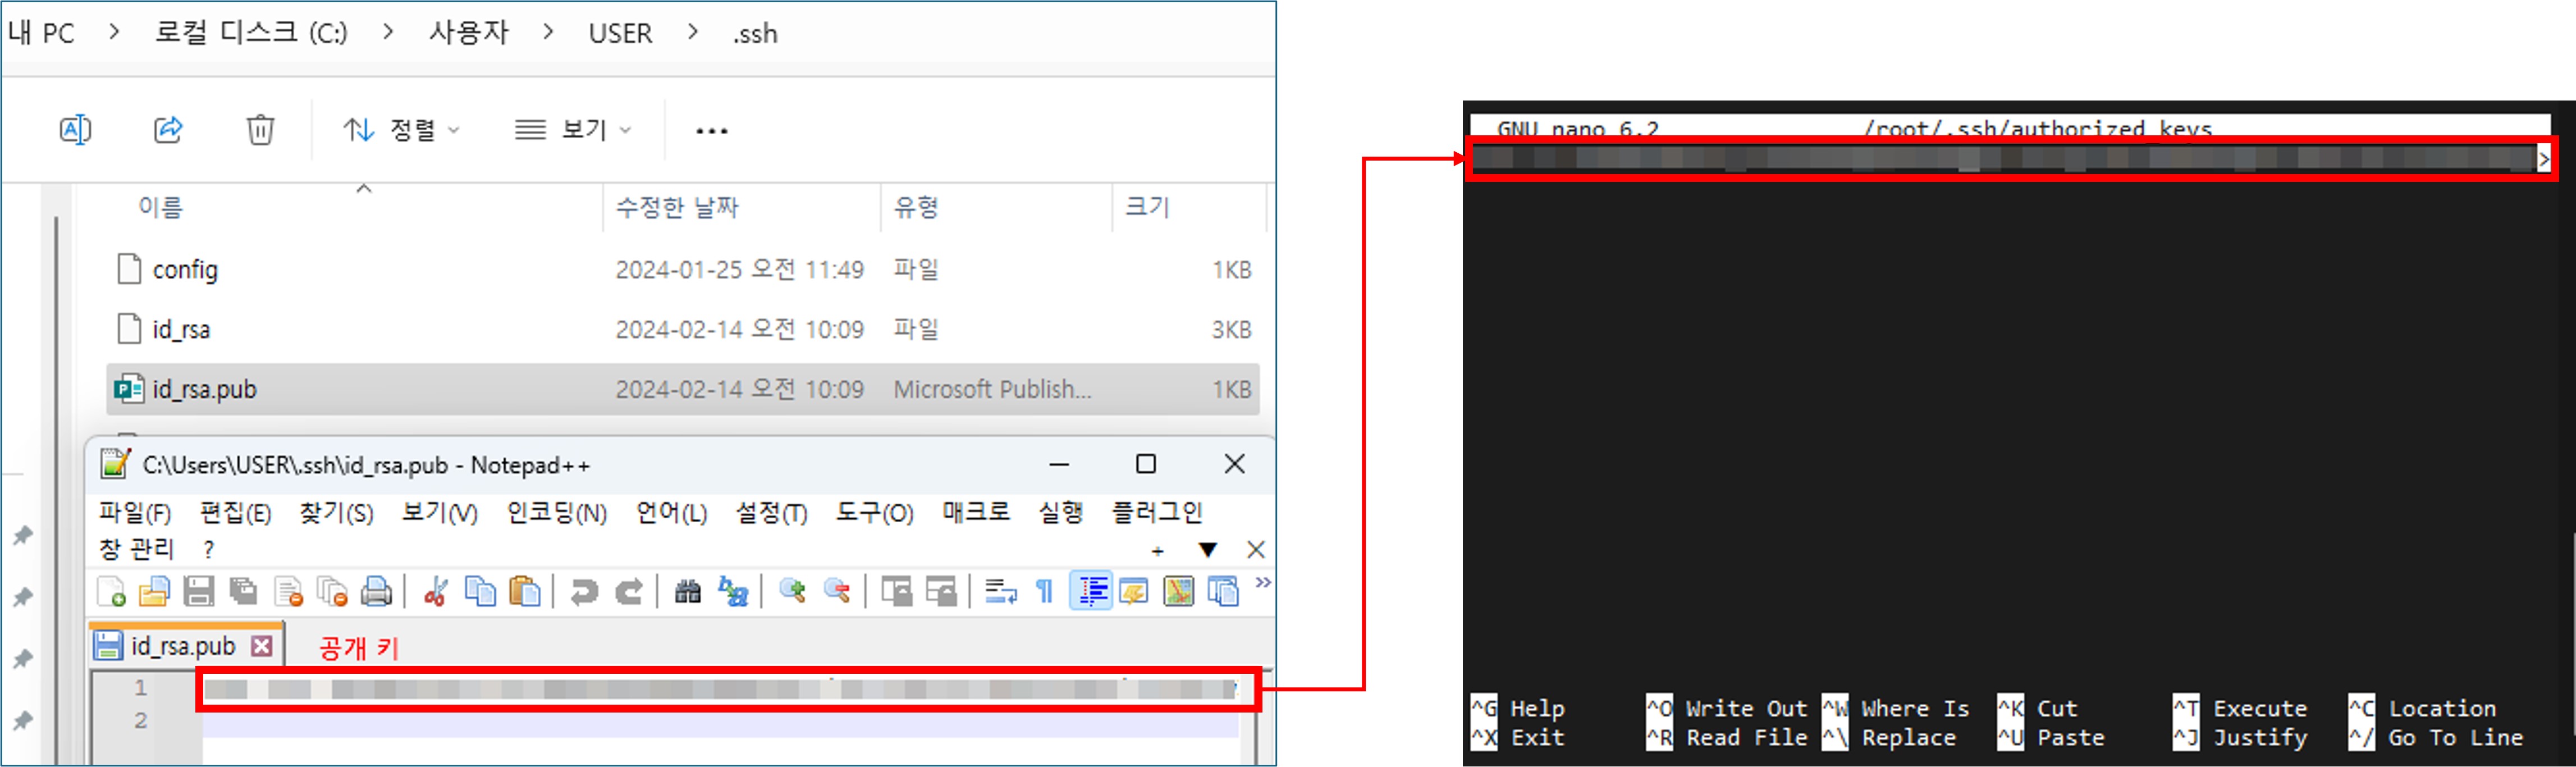 내 PC > 로컬 디스크 (C:) > 사용자 > USER > .ssh
정렬 보기 ...
이름 수정한 날짜 유형 크기
config 2024-01-25 오전 11:49 파일 1KB
id_rsa 2024-02-14 오전 10:09 파일 3KB
id_rsa.pub 2024-02-14 오전 10:09 Microsoft Publish... 1KB
C:\Users\USER\.ssh\id_rsa.pub - Notepad++
파일(F) 편집(E) 찾기(S) 보기(V) 인코딩(N) 언어(L) 설정(T) 도구(O) 매크로 실행 플러그인
창 관리 ?
id_rsa.pub 공개 키
1
2
GNU nano 6.2 /root/.ssh/authorized_keys
>
^G Help ^O Write Out ^W Where Is ^K Cut ^T Execute ^C Location
^X Exit ^R Read File ^\ Replace ^U Paste ^J Justify ^/ Go To Line